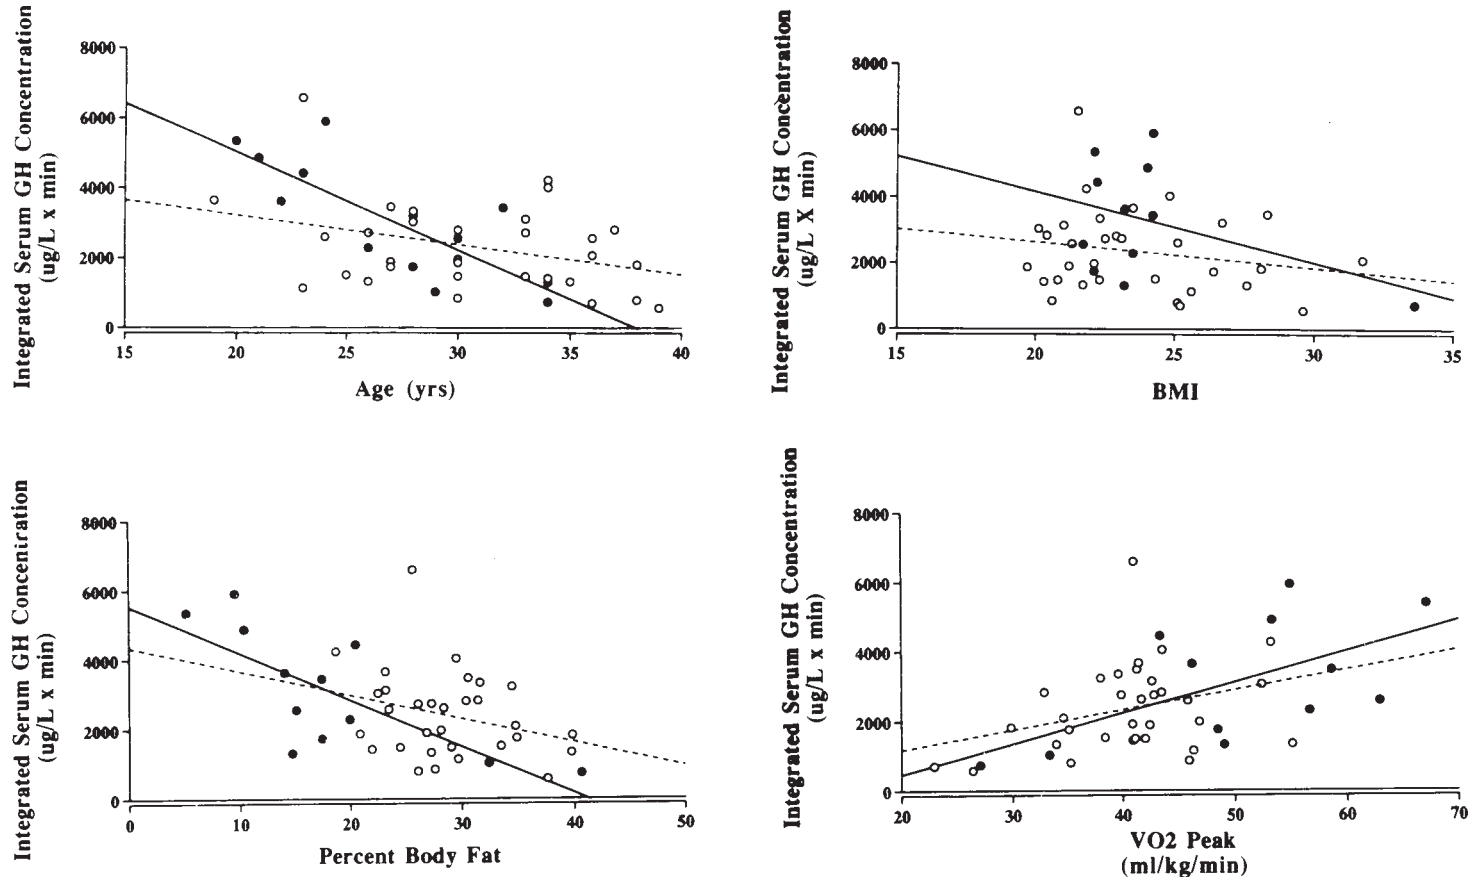 Integrated Serum GH Concentration
(ug/L x min)
8000
6000
4000
2000
0
15 20 25 30 35 40
Age (yrs)
Integrated Serum GH Concentration
(ug/L X min)
8000
6000
4000
2000
0
15 20 25 30 35
BMI
Integrated Serum GH Concentration
(ug/L x min)
8000
6000
4000
2000
0
0 10 20 30 40 50
Percent Body Fat
Integrated Serum GH Concentration
(ug/L x min)
8000
6000
4000
2000
0
20 30 40 50 60 70
VO2 Peak
(ml/kg/min)